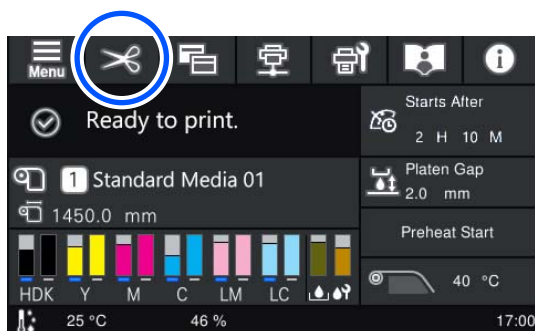 Menu
Ready to print.
Starts After
2 H 10 M
1 Standard Media 01
1450.0 mm
Platen Gap
2.0 mm
Preheat Start
HDK Y M C LM LC
40 °C
25 °C 46 % 17:00